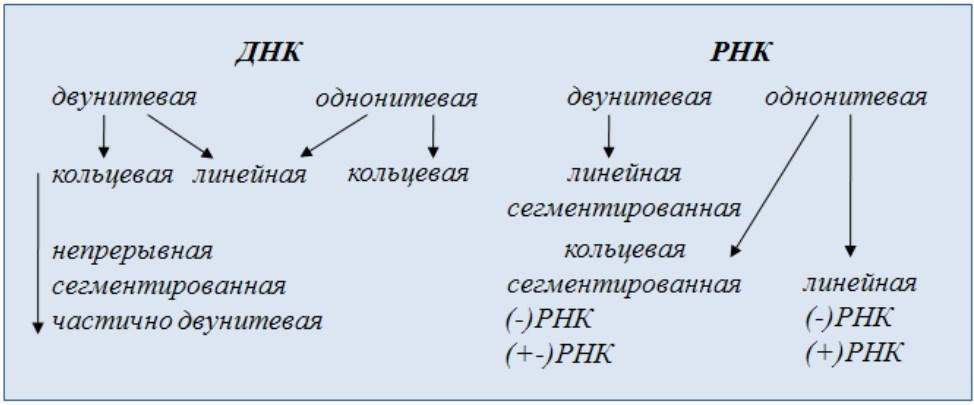 ДНК
двунитевая однонитевая
кольцевая линейная кольцевая
непрерывная
сегментированная
частично двунитевая
РНК
двунитевая однонитевая
линейная
сегментированная
кольцевая
сегментированная
(-)РНК
(+-)РНК
линейная
(-)РНК
(+)РНК